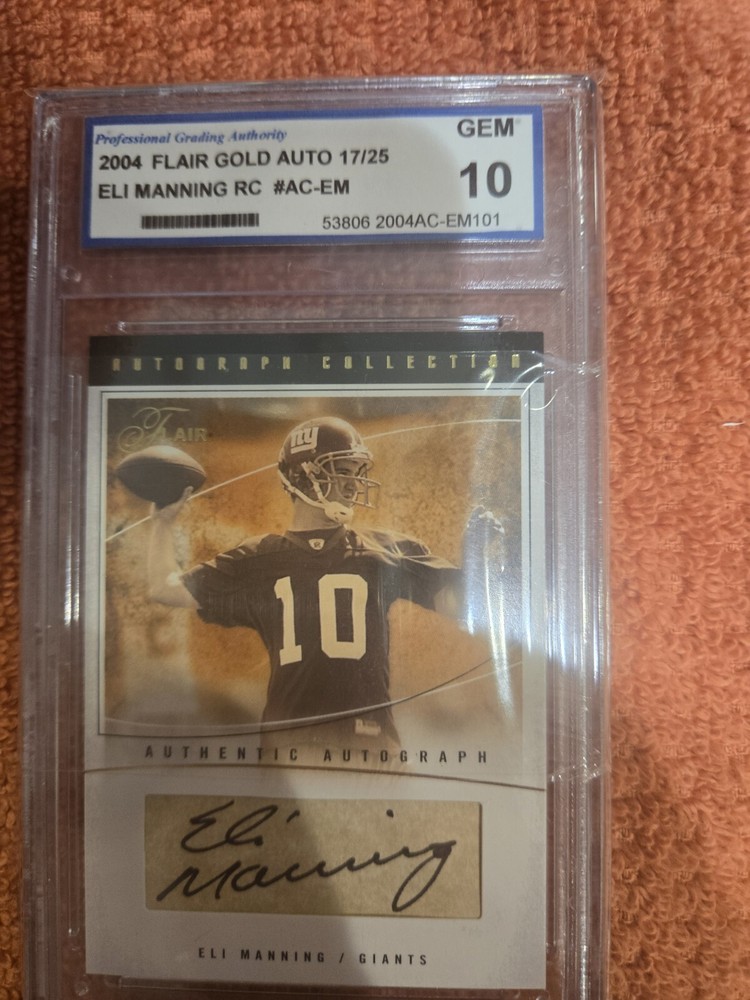 Professional Grading Authority
GEM
2004 FLAIR GOLD AUTO 17/25
ELI MANNING RC #AC-EM
10
53806 2004AC-EM101
AUTOGRAPH COLLECTION
FLAIR
ny
10
AUTHENTIC AUTOGRAPH
Eli
Manning
ELI MANNING / GIANTS